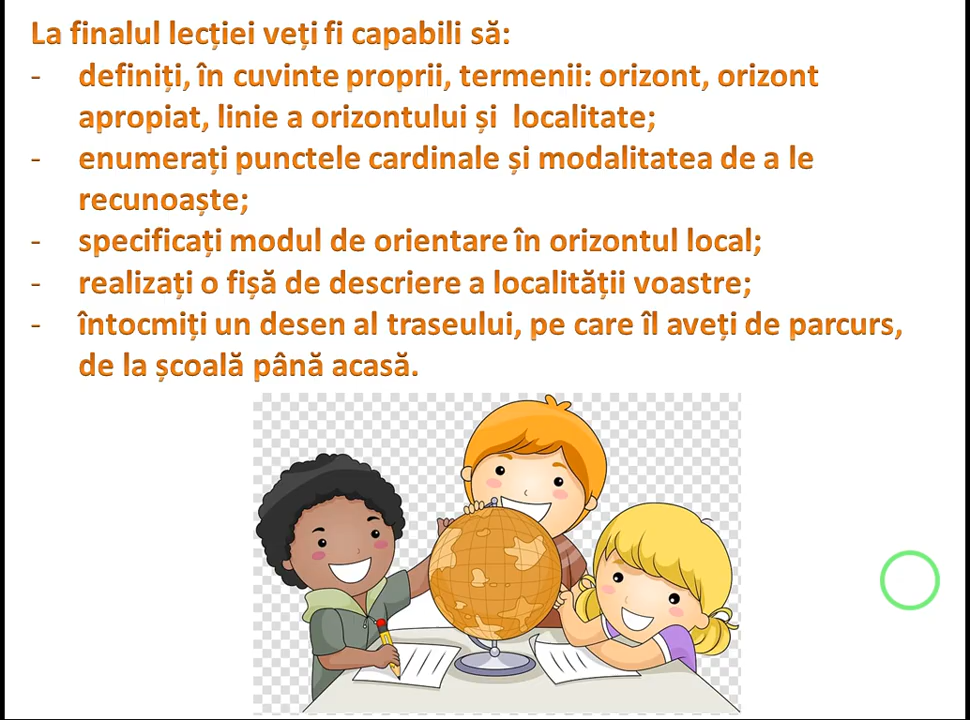 La finalul lecției veți fi capabili să:
- definiți, în cuvinte proprii, termenii: orizont, orizont
apropiat, linie a orizontului și localitate;
- enumerați punctele cardinale și modalitatea de a le
recunoaște;
- specificați modul de orientare în orizontul local;
- realizați o fișă de descriere a localității voastre;
- întocmiți un desen al traseului, pe care îl aveți de parcurs,
de la școală până acasă.